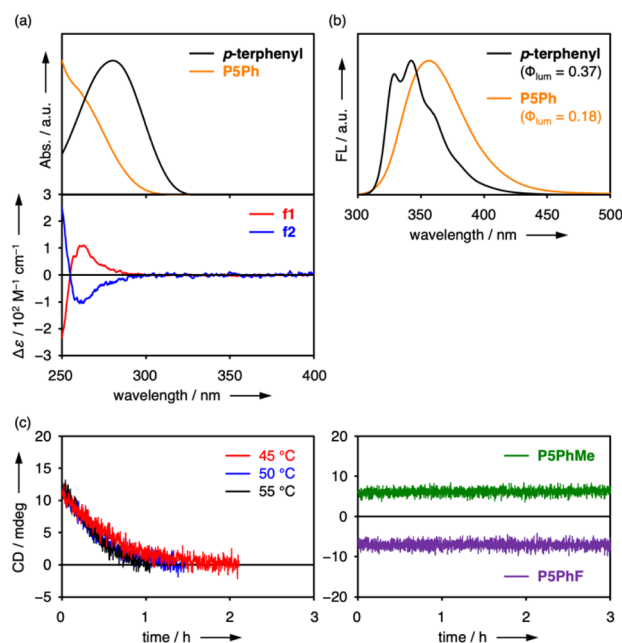 (a)
p-terphenyl
P5Ph
Abs. / a.u.
3
2
1
0
−1
−2
−3
Δε / 10² M⁻¹ cm⁻¹
f1
f2
250
300
350
400
wavelength / nm
(b)
p-terphenyl
(Φlum = 0.37)
P5Ph
(Φlum = 0.18)
FL / a.u.
300
350
400
450
500
wavelength / nm
(c)
20
15
10
5
0
−5
CD / mdeg
45 °C
50 °C
55 °C
0
1
2
3
time / h
20
10
0
−10
−20
P5PhMe
P5PhF
0
1
2
3
time / h